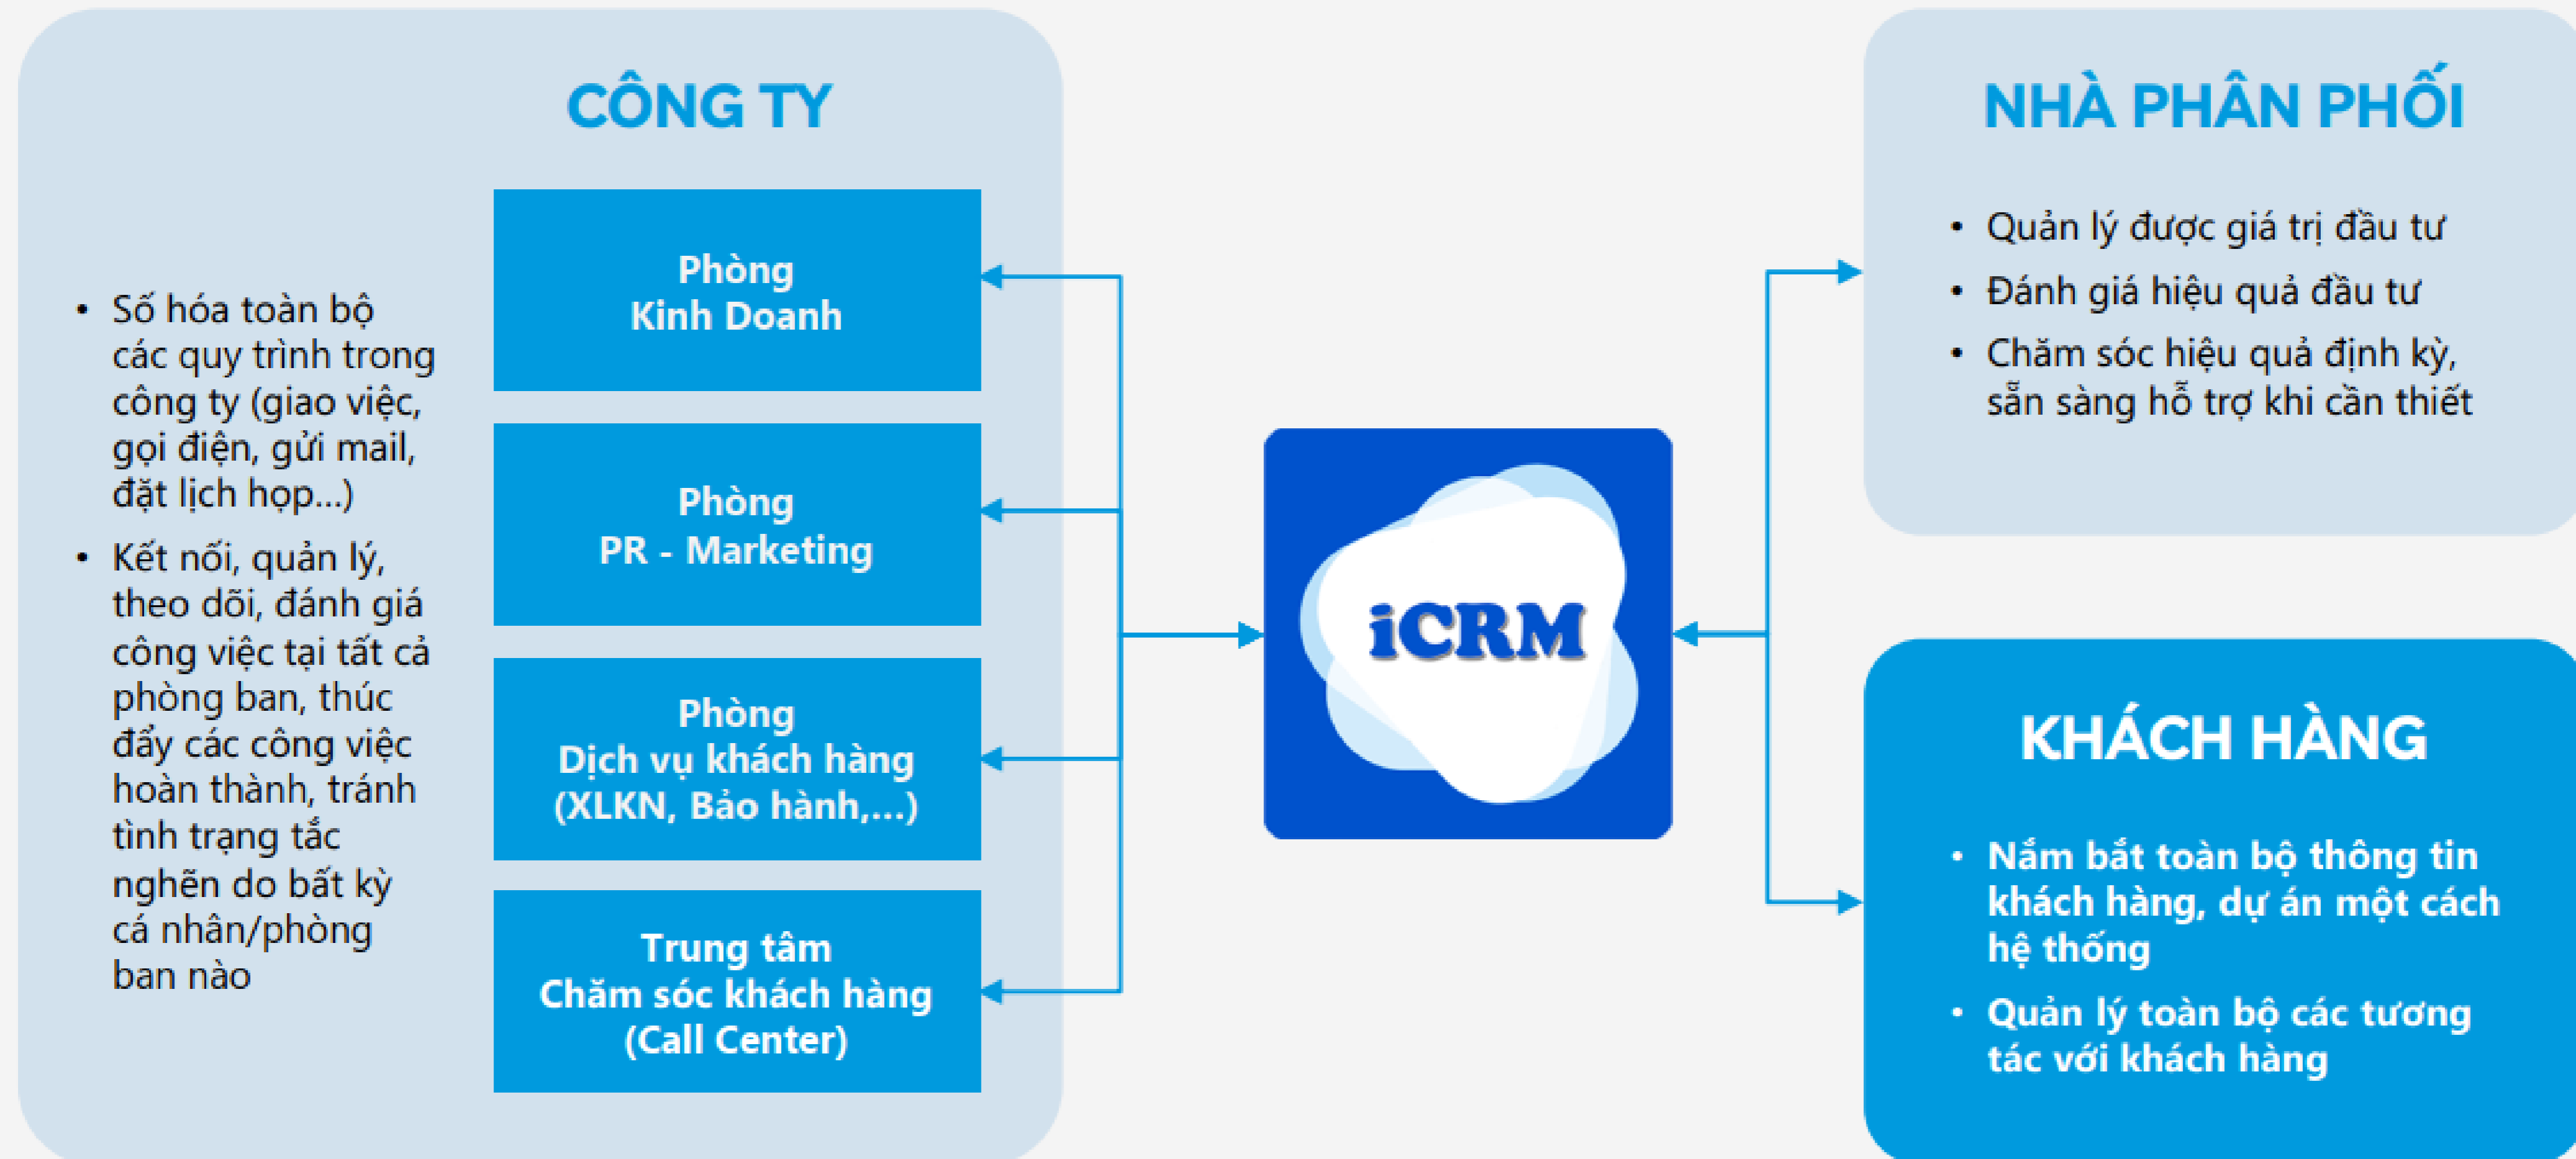 CÔNG TY
• Số hóa toàn bộ
các quy trình trong
công ty (giao việc,
gọi điện, gửi mail,
đặt lịch họp...)
• Kết nối, quản lý,
theo dõi, đánh giá
công việc tại tất cả
phòng ban, thúc
đẩy các công việc
hoàn thành, tránh
tình trạng tắc
nghẽn do bất kỳ
cá nhân/phòng
ban nào
Phòng
Kinh Doanh
Phòng
PR - Marketing
Phòng
Dịch vụ khách hàng
(XLKN, Bảo hành,...)
Trung tâm
Chăm sóc khách hàng
(Call Center)
iCRM
NHÀ PHÂN PHỐI
• Quản lý được giá trị đầu tư
• Đánh giá hiệu quả đầu tư
• Chăm sóc hiệu quả định kỳ,
sẵn sàng hỗ trợ khi cần thiết
KHÁCH HÀNG
• Nắm bắt toàn bộ thông tin
khách hàng, dự án một cách
hệ thống
• Quản lý toàn bộ các tương
tác với khách hàng